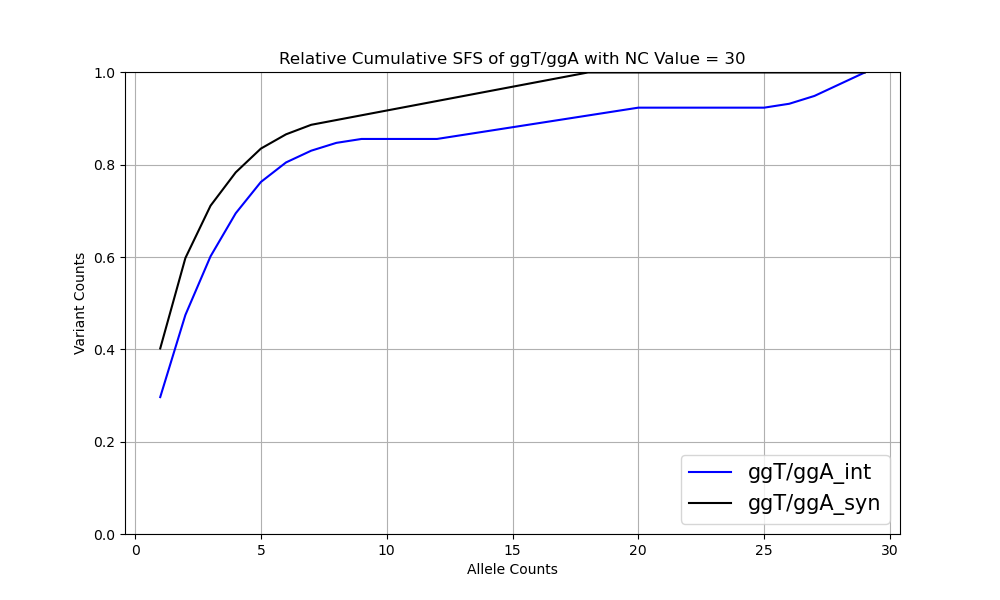 Relative Cumulative SFS of ggT/ggA with NC Value = 30
1.0
0.8
0.6
0.4
0.2
0.0
Variant Counts
0 5 10 15 20 25 30
Allele Counts
ggT/ggA_int
ggT/ggA_syn